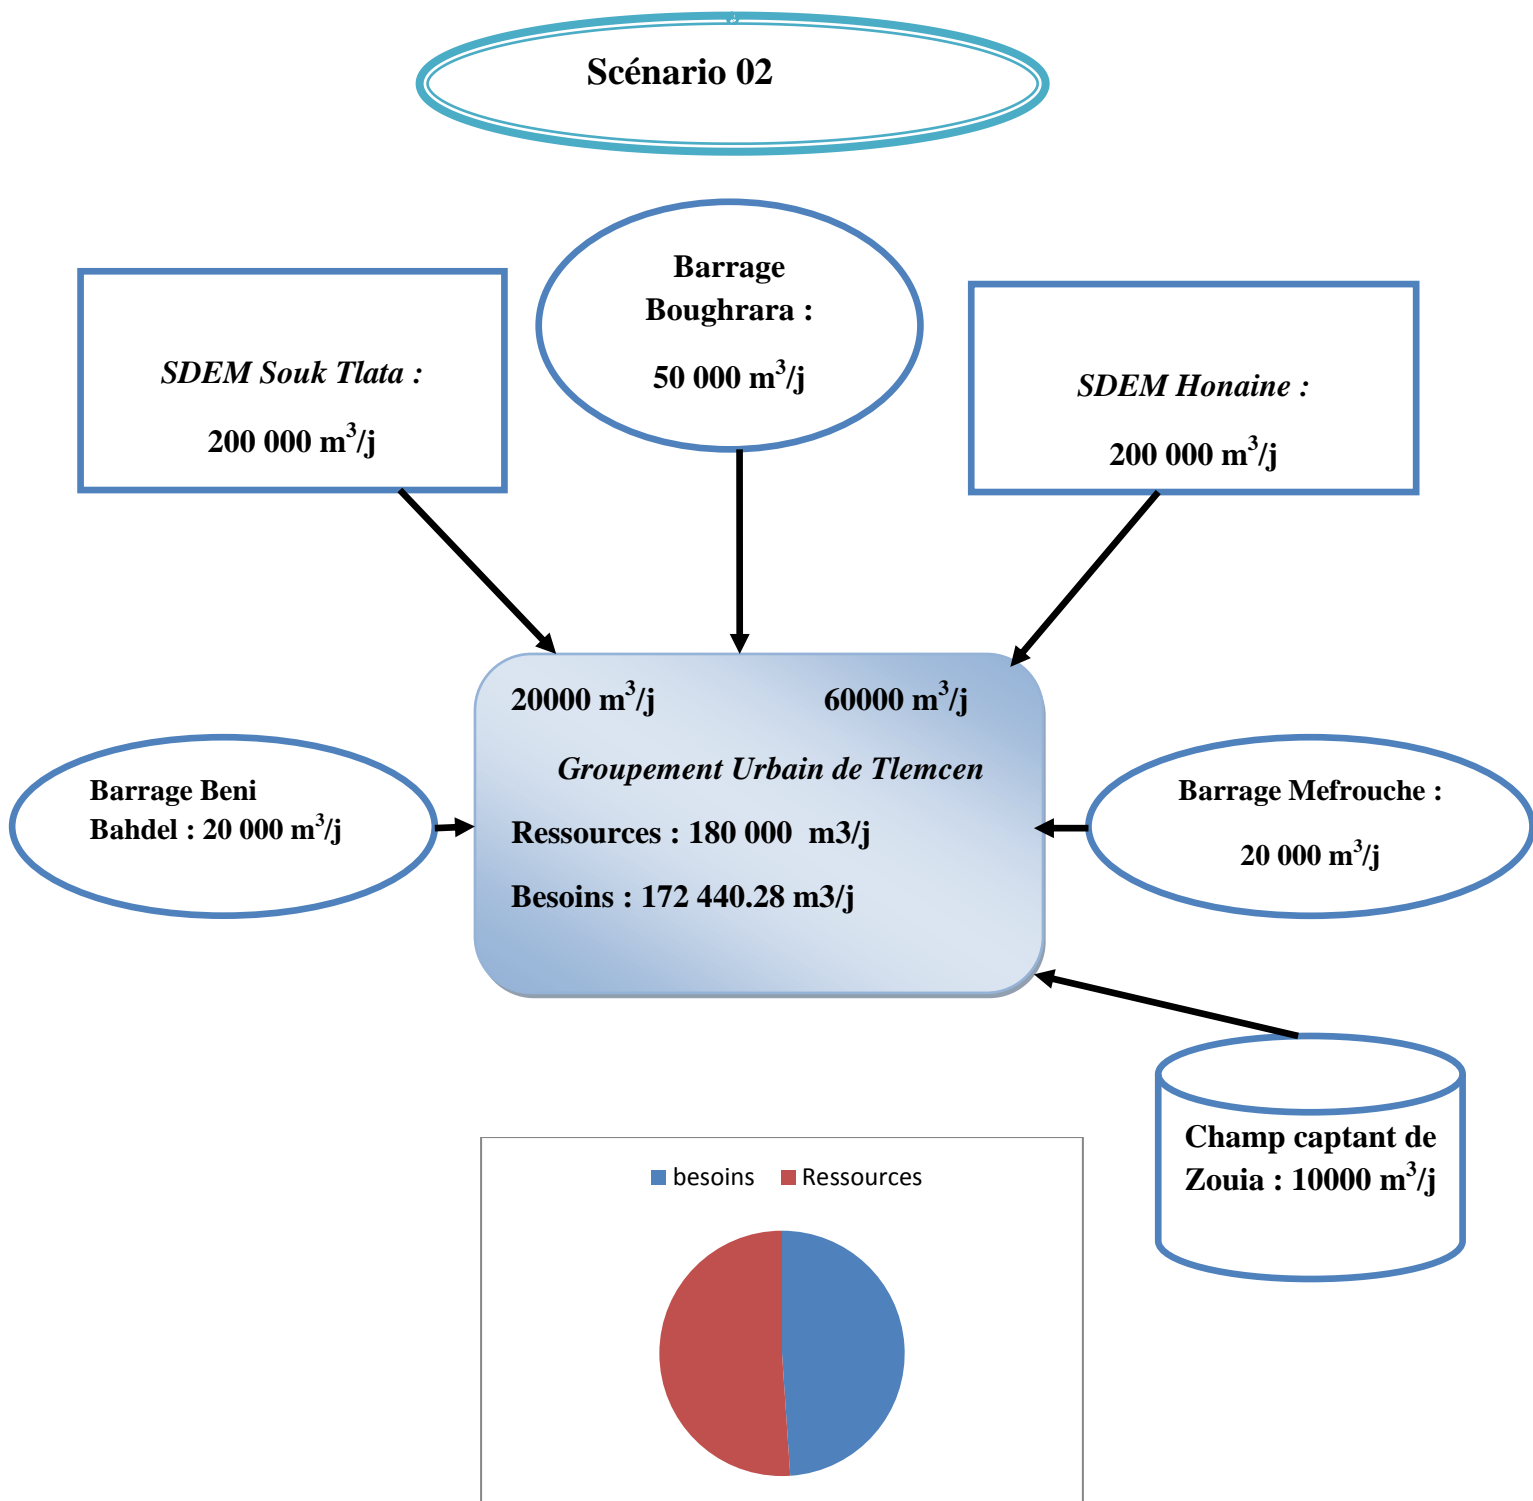 Scénario 02
Barrage
Boughrara :
50 000 m³/j
SDEM Souk Tlata :
200 000 m³/j
SDEM Honaine :
200 000 m³/j
20000 m³/j 60000 m³/j
Groupement Urbain de Tlemcen
Ressources : 180 000 m3/j
Besoins : 172 440.28 m3/j
Barrage Beni
Bahdel : 20 000 m³/j
Barrage Mefrouche :
20 000 m³/j
Champ captant de
Zouia : 10000 m³/j
besoins Ressources